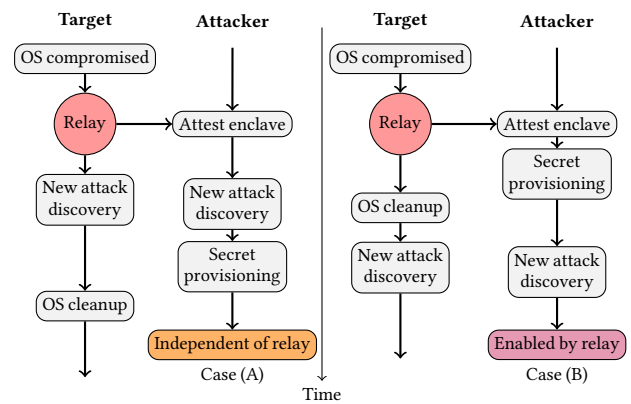 Target
Attacker
OS compromised
Relay
Attest enclave
New attack
discovery
New attack
discovery
Secret
provisioning
OS cleanup
Independent of relay
Case (A)
Time
Target
Attacker
OS compromised
Relay
Attest enclave
Secret
provisioning
OS cleanup
New attack
discovery
New attack
discovery
Enabled by relay
Case (B)